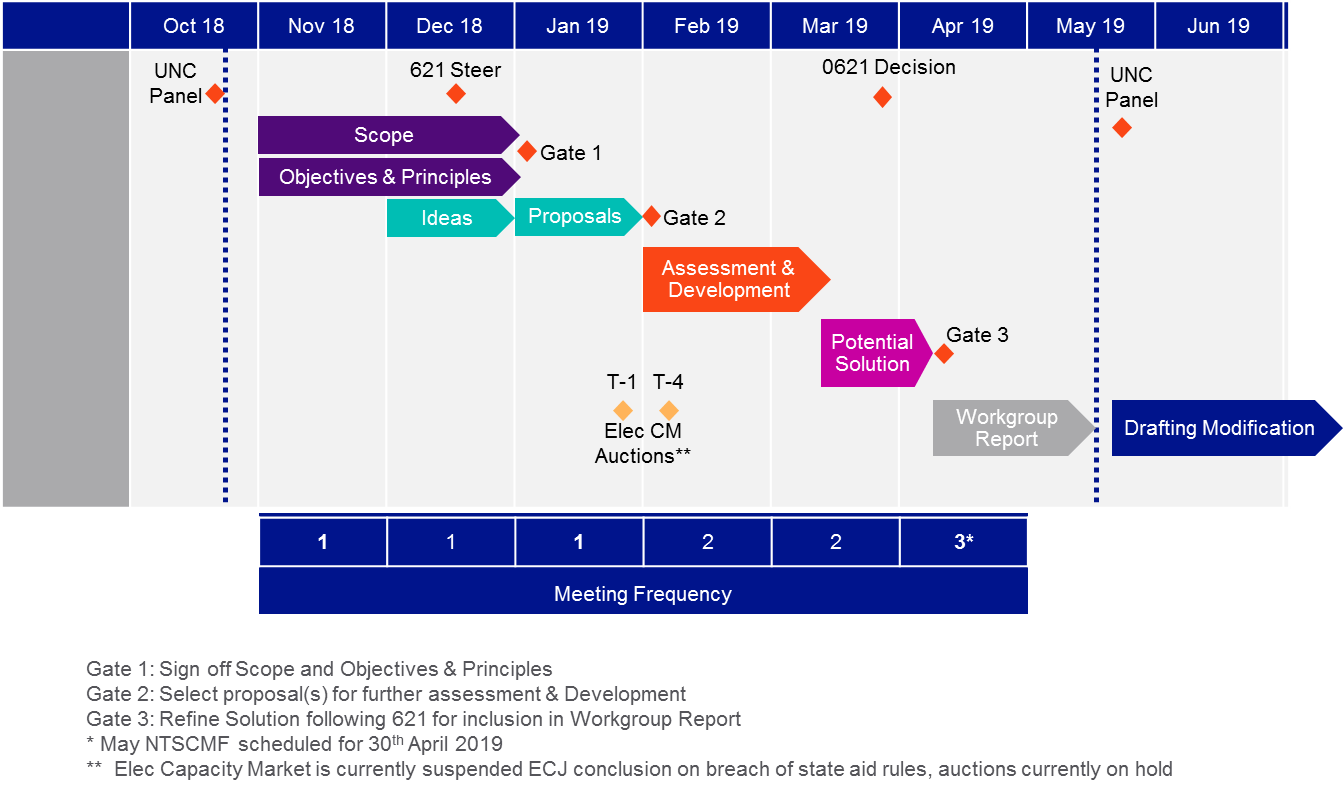 Oct 18
Nov 18
Dec 18
Jan 19
Feb 19
Mar 19
Apr 19
May 19
Jun 19
UNC
Panel
621 Steer
0621 Decision
UNC
Panel
Scope
Gate 1
Objectives & Principles
Ideas
Proposals
Gate 2
Assessment &
Development
Potential
Solution
Gate 3
T-1
T-4
Elec CM
Auctions**
Workgroup
Report
Drafting Modification
1
1
1
2
2
3*
Meeting Frequency
Gate 1: Sign off Scope and Objectives & Principles
Gate 2: Select proposal(s) for further assessment & Development
Gate 3: Refine Solution following 621 for inclusion in Workgroup Report
* May NTSCMF scheduled for 30th April 2019
** Elec Capacity Market is currently suspended ECJ conclusion on breach of state aid rules, auctions currently on hold